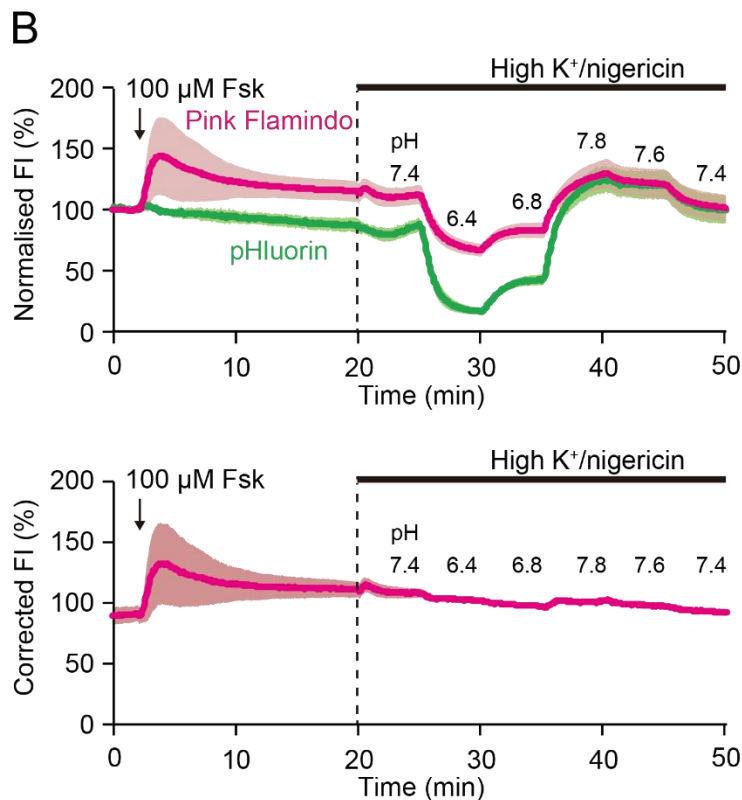 B
High K⁺/nigericin
200
100 µM Fsk
Pink Flamindo
150
pH
7.4
6.4
6.8
7.8
7.6
7.4
100
pHluorin
50
0
Normalised FI (%)
0 10 20 30 40 50
Time (min)
High K⁺/nigericin
200
100 µM Fsk
150
pH
7.4 6.4 6.8 7.8 7.6 7.4
100
50
0
Corrected FI (%)
0 10 20 30 40 50
Time (min)